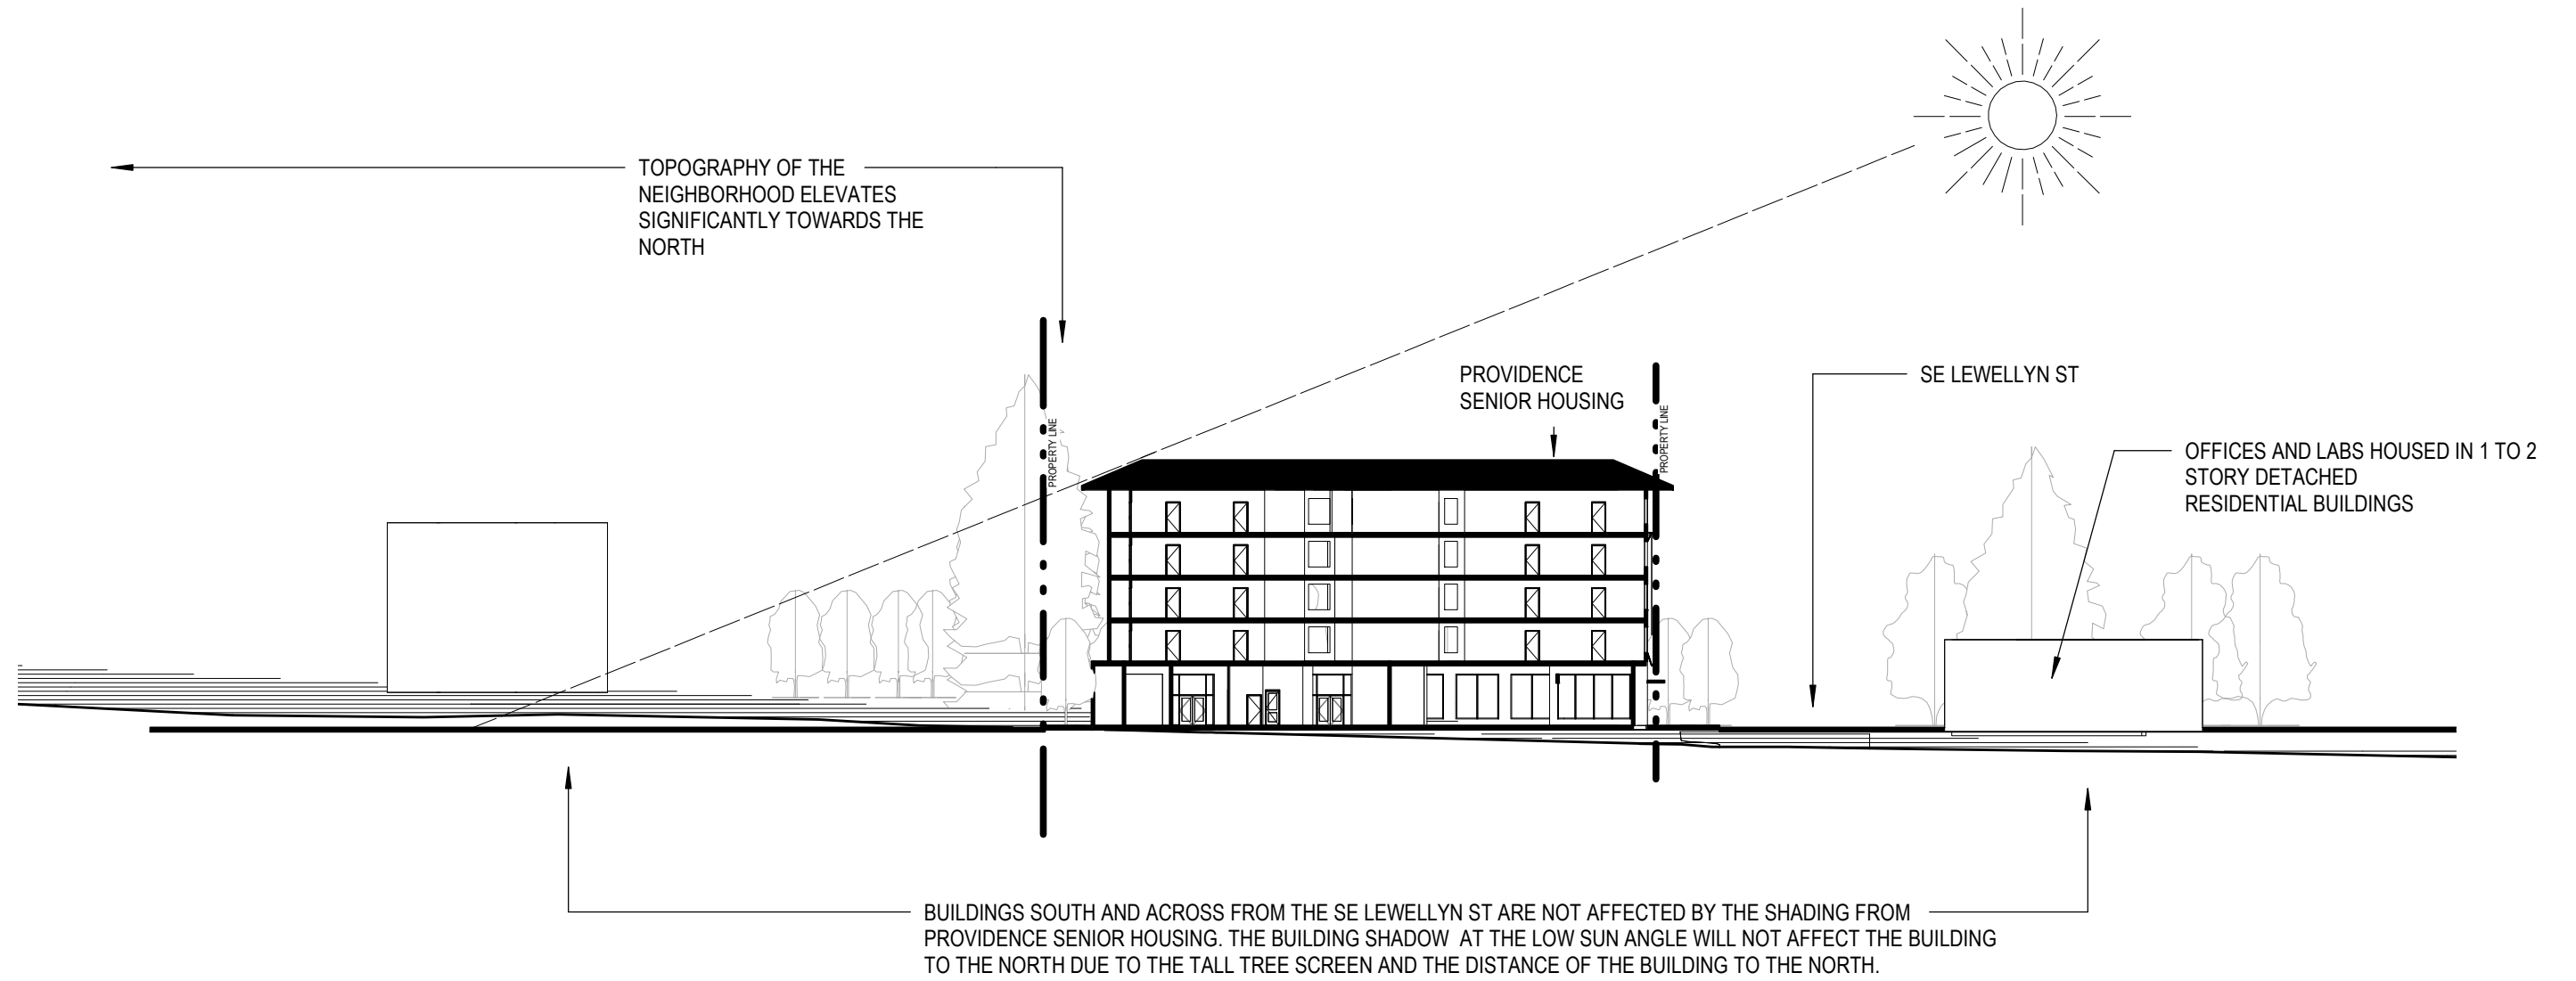 TOPOGRAPHY OF THE
NEIGHBORHOOD ELEVATES
SIGNIFICANTLY TOWARDS THE
NORTH
PROPERTY LINE
PROVIDENCE
SENIOR HOUSING
PROPERTY LINE
SE LEWELLYN ST
OFFICES AND LABS HOUSED IN 1 TO 2
STORY DETACHED
RESIDENTIAL BUILDINGS
BUILDINGS SOUTH AND ACROSS FROM THE SE LEWELLYN ST ARE NOT AFFECTED BY THE SHADING FROM
PROVIDENCE SENIOR HOUSING. THE BUILDING SHADOW AT THE LOW SUN ANGLE WILL NOT AFFECT THE BUILDING
TO THE NORTH DUE TO THE TALL TREE SCREEN AND THE DISTANCE OF THE BUILDING TO THE NORTH.